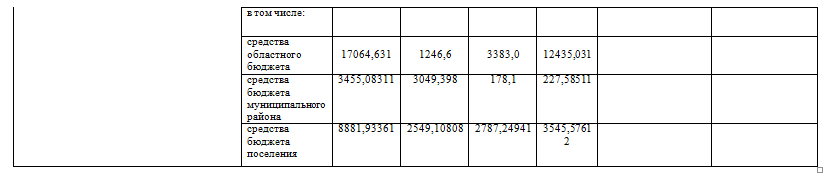 в том числе:
средства
областного
бюджета
17064,631 1246,6 3383,0 12435,031
средства
бюджета
муниципального
района
3455,08311 3049,398 178,1 227,58511
средства
бюджета
поселения
8881,93361 2549,10808 2787,24941 3545,5761
2